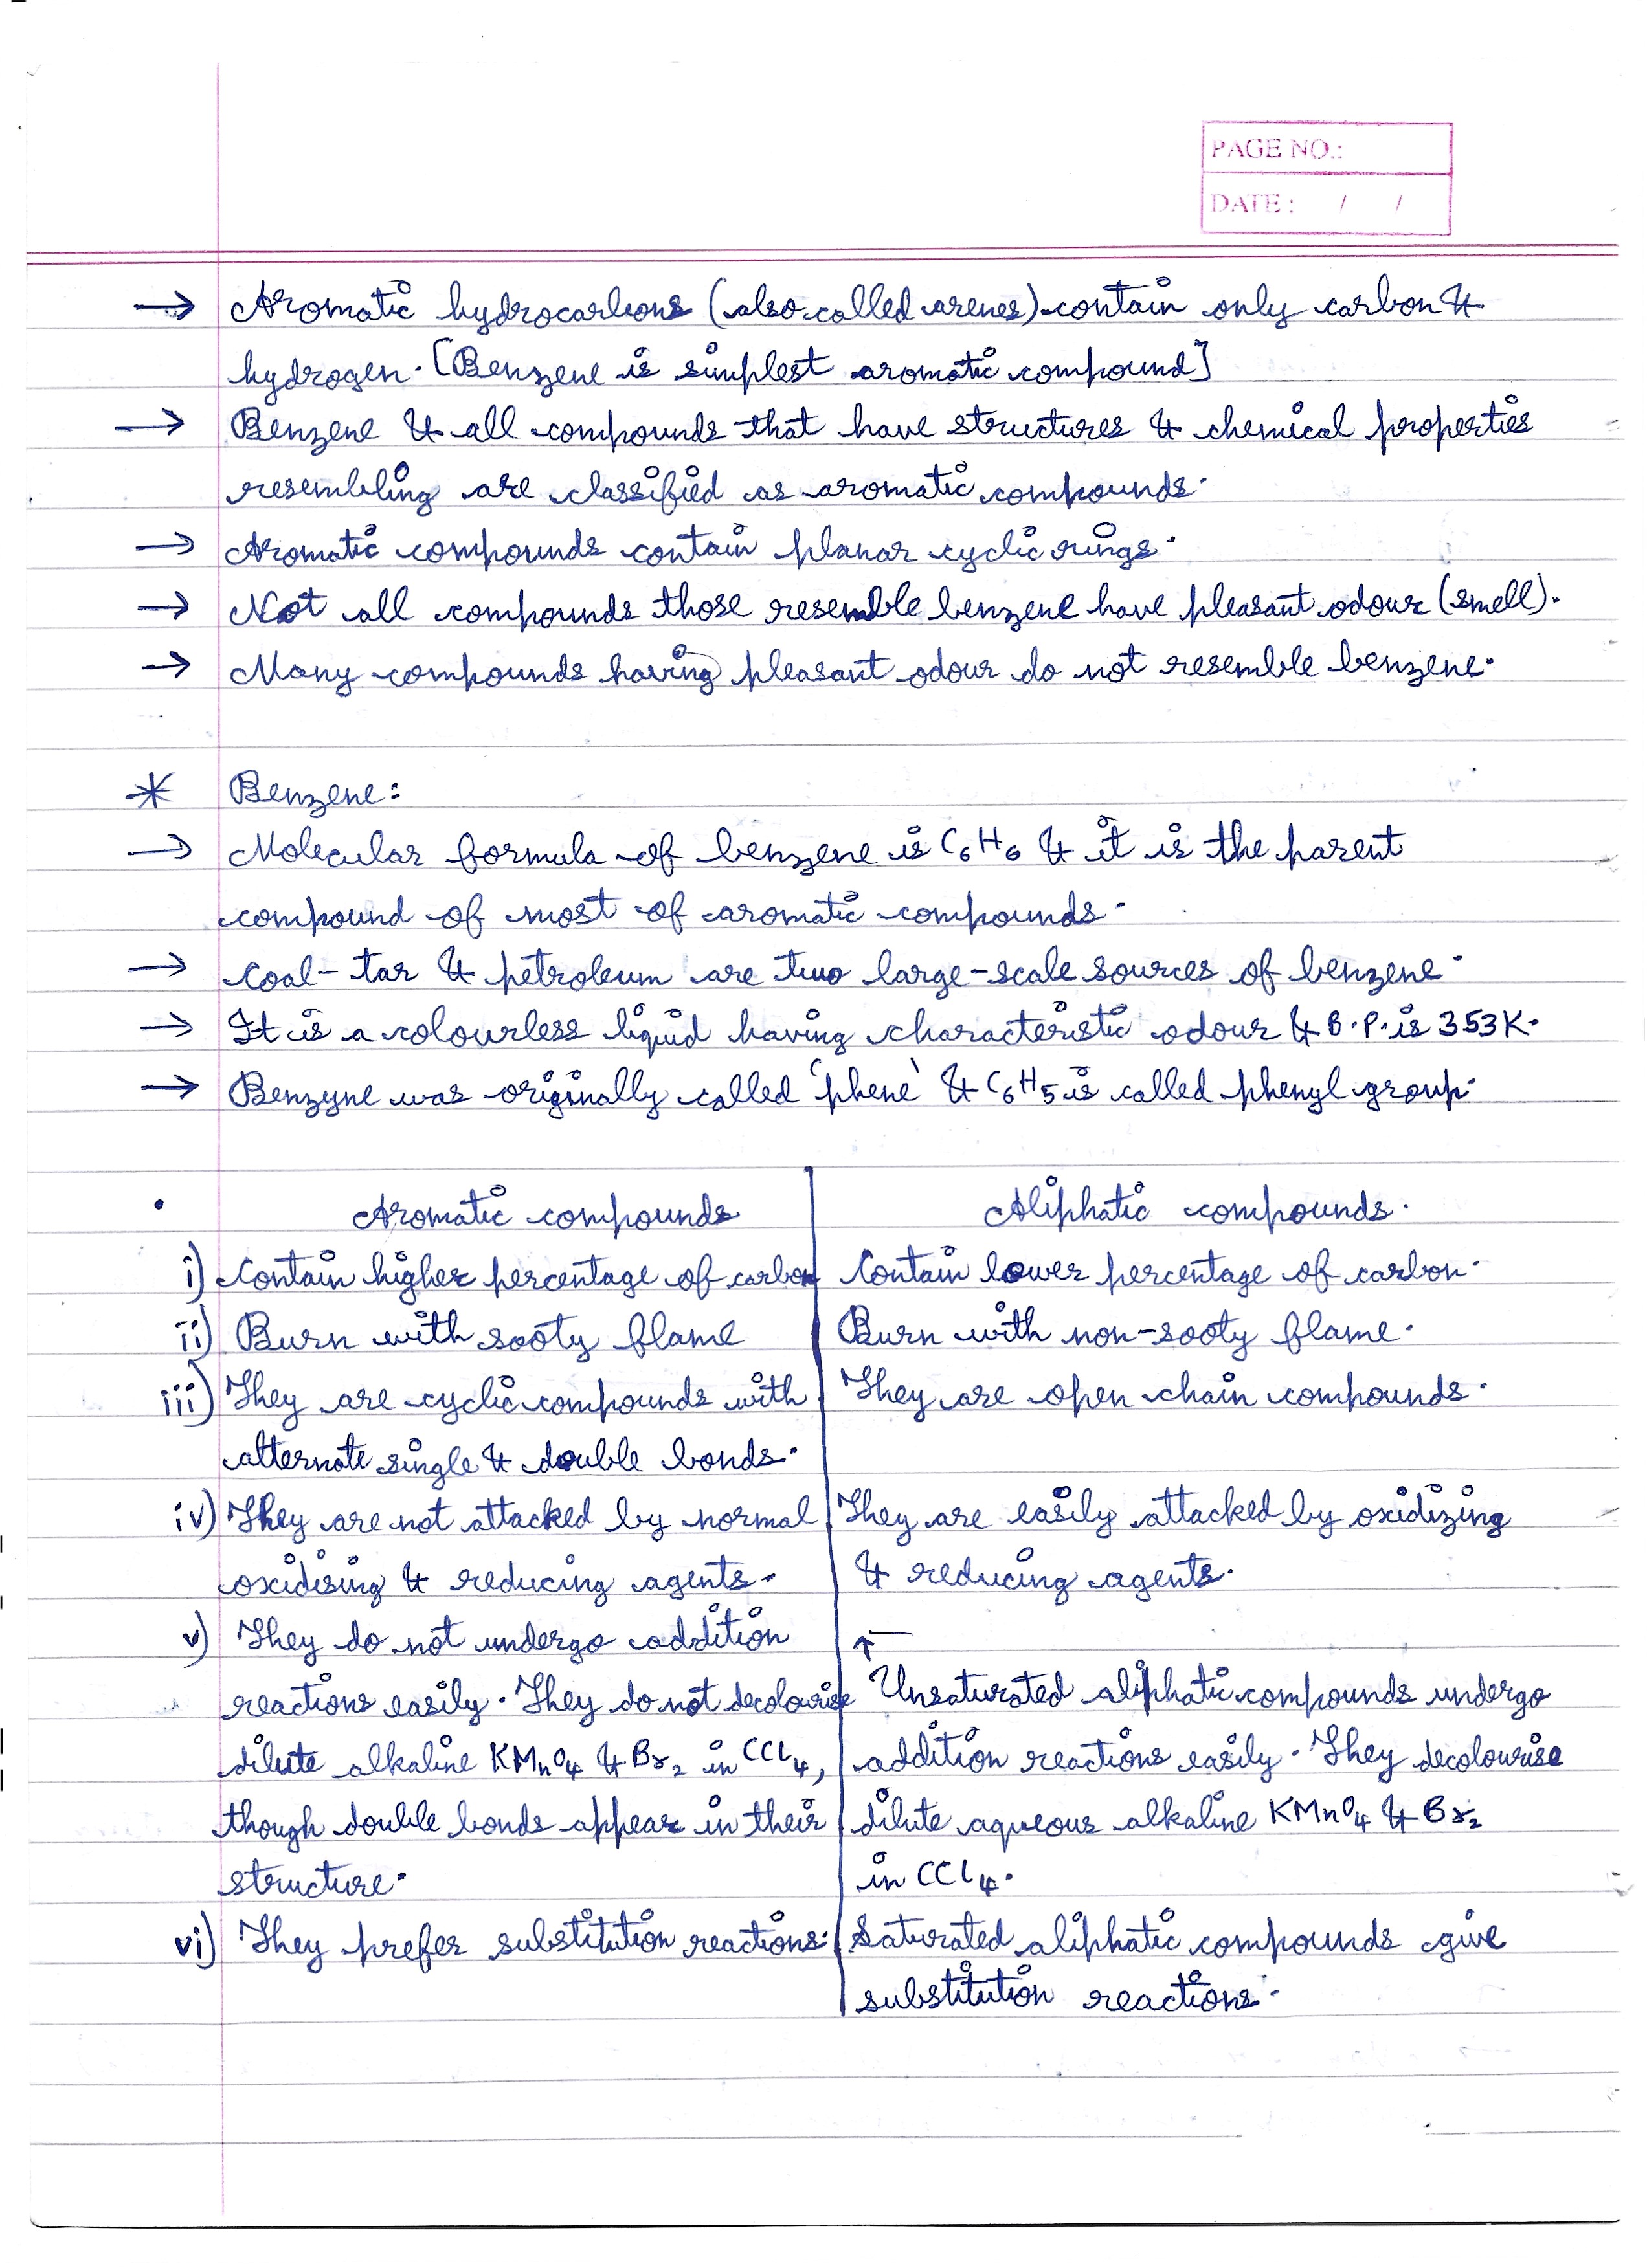 PAGE NO.:
DATE: / /
→ Aromatic hydrocarbons (also called arenes) contain only carbon &
hydrogen. [Benzene is simplest aromatic compound]
→ Benzene & all compounds that have structures & chemical properties
resembling are classified as aromatic compounds.
→ Aromatic compounds contain planar cyclic rings.
→ Not all compounds those resemble benzene have pleasant odour (smell).
→ Many compounds having pleasant odour do not resemble benzene.
* Benzene:
→ Molecular formula of benzene is C₆H₆ & it is the parent
compound of most of aromatic compounds.
→ Coal-tar & petroleum are two large-scale sources of benzene.
→ It is a colourless liquid having characteristic odour & B.P. is 353K.
→ Benzyne was originally called 'phene' & C₆H₅ is called phenyl group.
• Aromatic compounds
Aliphatic compounds.
i) Contain higher percentage of carbon
Contain lower percentage of carbon.
ii) Burn with sooty flame
Burn with non-sooty flame.
iii) They are cyclic compounds with
alternate single & double bonds.
They are open chain compounds.
iv) They are not attacked by normal
oxidising & reducing agents.
They are easily attacked by oxidizing
& reducing agents.
v) They do not undergo addition
reactions easily. They do not decolourise
dilute alkaline KMnO₄ & Br₂ in CCl₄,
though double bonds appear in their
structure.
↑
Unsaturated aliphatic compounds undergo
addition reactions easily. They decolourise
dilute aqueous alkaline KMnO₄ & Br₂
in CCl₄.
vi) They prefer substitution reactions.
Saturated aliphatic compounds give
substitution reactions.